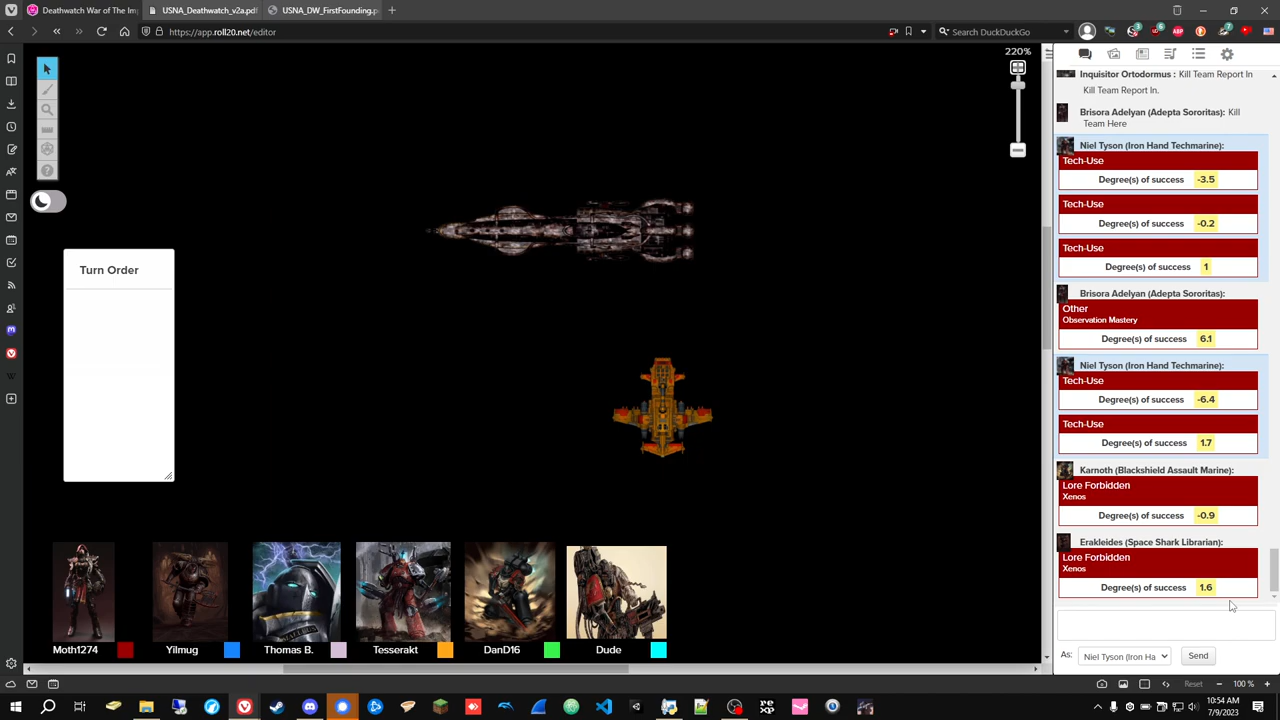 Deathwatch War of The Imp
USNA_Deathwatch_v2a.pdf
USNA_DW_FirstFounding.p
https://app.roll20.net/editor
Search DuckDuckGo
220%
Turn Order
Moth1274
Yilmug
Thomas B.
Tesserakt
DanD16
Dude
Inquisitor Ortodormus : Kill Team Report In
Kill Team Report In.
Brisora Adelyan (Adepta Sororitas): Kill
Team Here
Niel Tyson (Iron Hand Techmarine):
Tech-Use
Degree(s) of success -3.5
Tech-Use
Degree(s) of success -0.2
Tech-Use
Degree(s) of success 1
Brisora Adelyan (Adepta Sororitas):
Other
Observation Mastery
Degree(s) of success 6.1
Niel Tyson (Iron Hand Techmarine):
Tech-Use
Degree(s) of success -6.4
Tech-Use
Degree(s) of success 1.7
Karnoth (Blackshield Assault Marine):
Lore Forbidden
Xenos
Degree(s) of success -0.9
Erakleides (Space Shark Librarian):
Lore Forbidden
Xenos
Degree(s) of success 1.6
As: Niel Tyson (Iron Ha Send
Reset 100 %
10:54 AM
7/9/2023